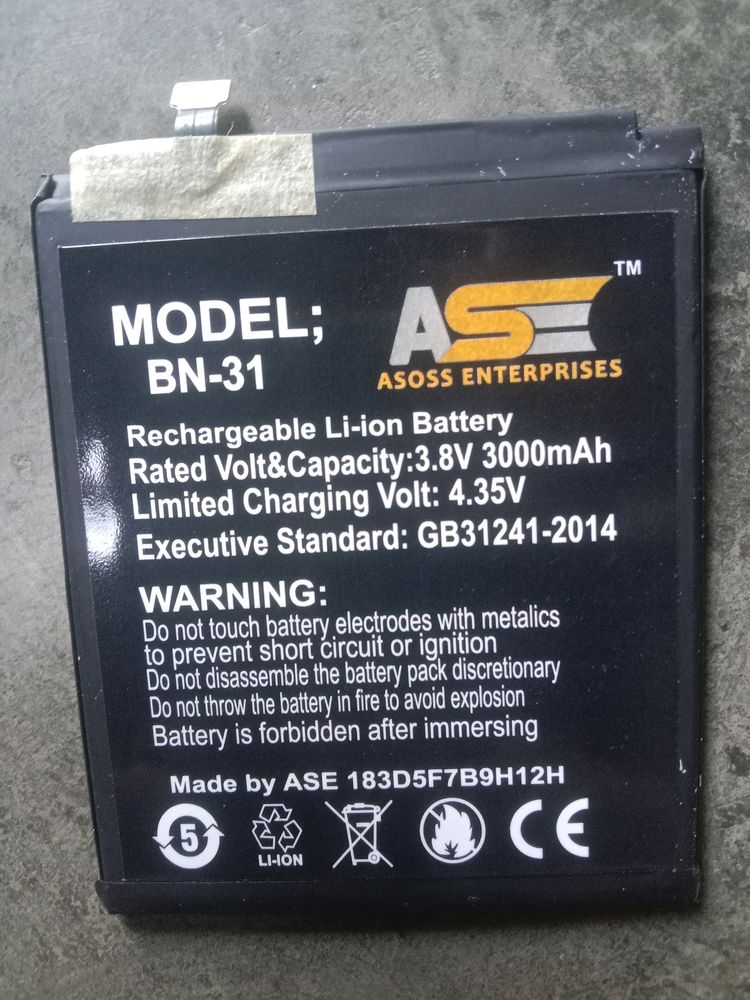 MODEL;
BN-31
ASE TM
ASOSS ENTERPRISES
Rechargeable Li-ion Battery
Rated Volt&Capacity:3.8V 3000mAh
Limited Charging Volt: 4.35V
Executive Standard: GB31241-2014
WARNING:
Do not touch battery electrodes with metalics
to prevent short circuit or ignition
Do not disassemble the battery pack discretionary
Do not throw the battery in fire to avoid explosion
Battery is forbidden after immersing
Made by ASE 183D5F7B9H12H
5
LI-ION
CE